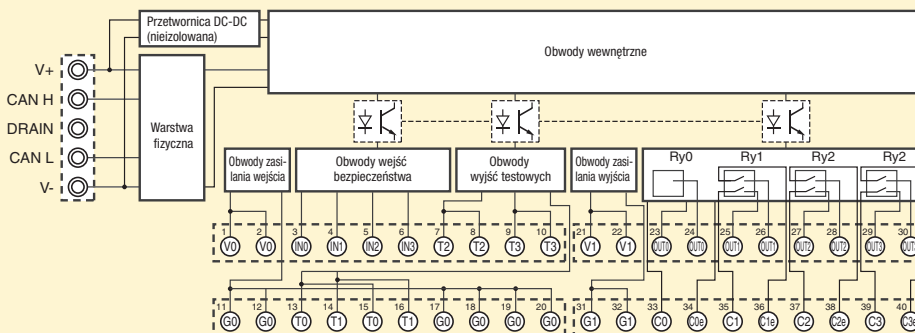 Przetwornica DC-DC
(nieizolowana)
Obwody wewnętrzne
V+
CAN H
DRAIN
CAN L
V-
Warstwa
fizyczna
Obwody zasi-
lania wejścia
Obwody wejść
bezpieczeństwa
Obwody
wyjść testowych
Obwody zasi-
lania wyjścia
Ry0 Ry1 Ry2 Ry2
1 2 3 4 5 6 7 8 9 10 21 22 23 24 25 26 27 28 29 30
V0 V0 IN0 IN1 IN2 IN3 T2 T2 T3 T3 V1 V1 OUT0 OUT0 OUT1 OUT1 OUT2 OUT2 OUT3
11 12 13 14 15 16 17 18 19 20 31 32 33 34 35 36 37 38 39 40
G0 G0 T0 T1 T0 T1 G0 G0 G0 G0 G1 G1 C0 C0e C1 C1e C2 C2e C3 C3e